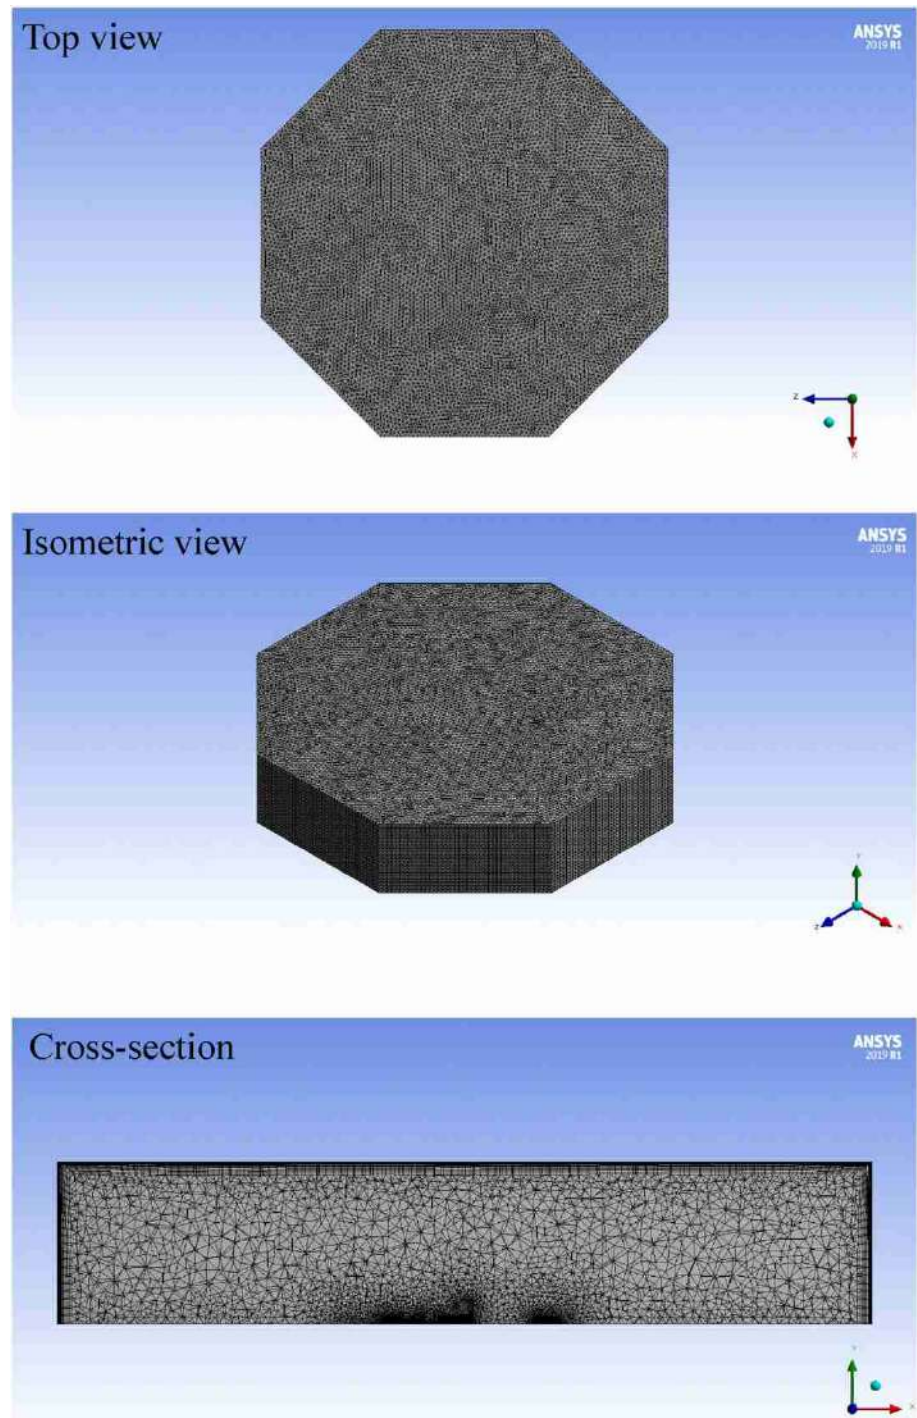 Top view
ANSYS
2019 R1
Z
X
Isometric view
ANSYS
2019 R1
Y
Z
X
Cross-section
ANSYS
2019 R1
Y
X